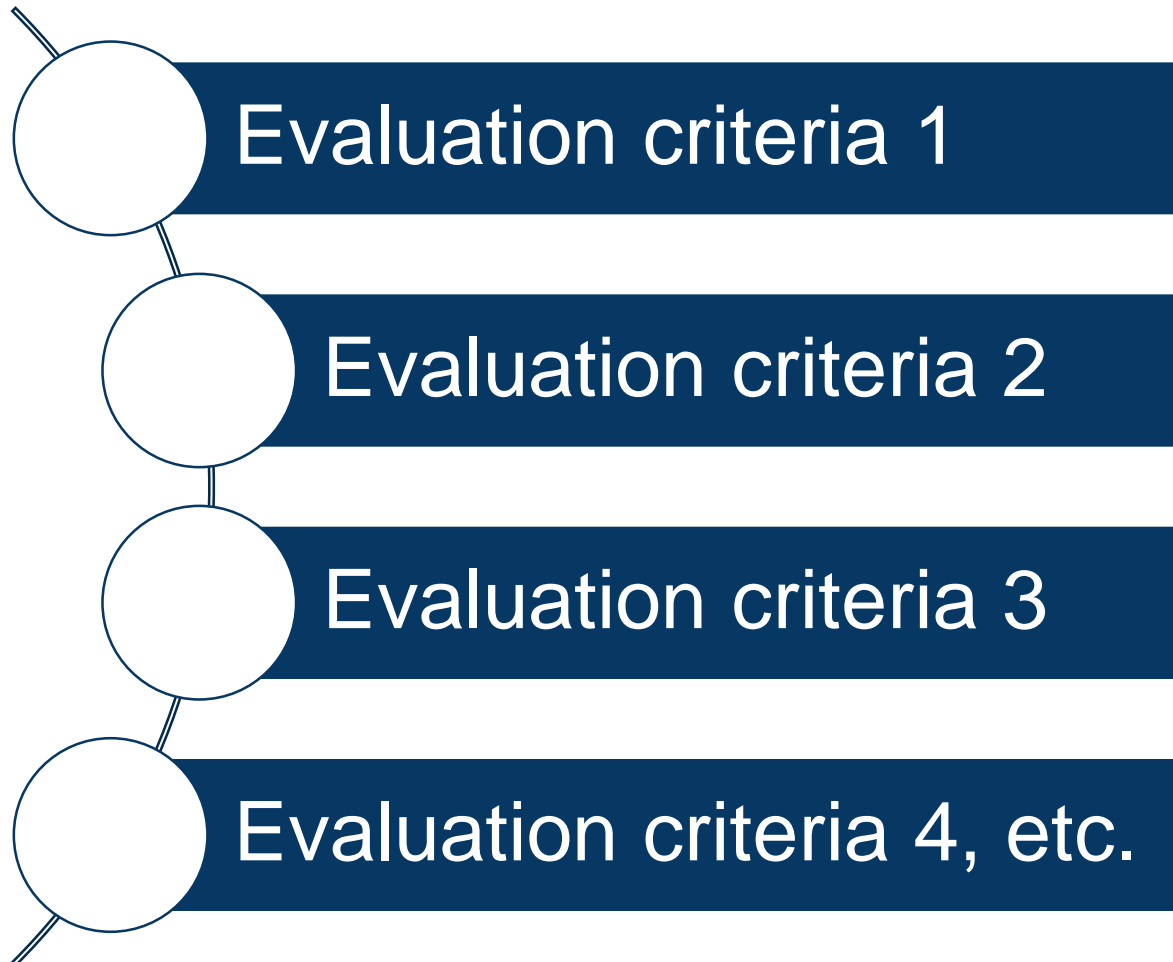 Evaluation criteria 1
Evaluation criteria 2
Evaluation criteria 3
Evaluation criteria 4, etc.